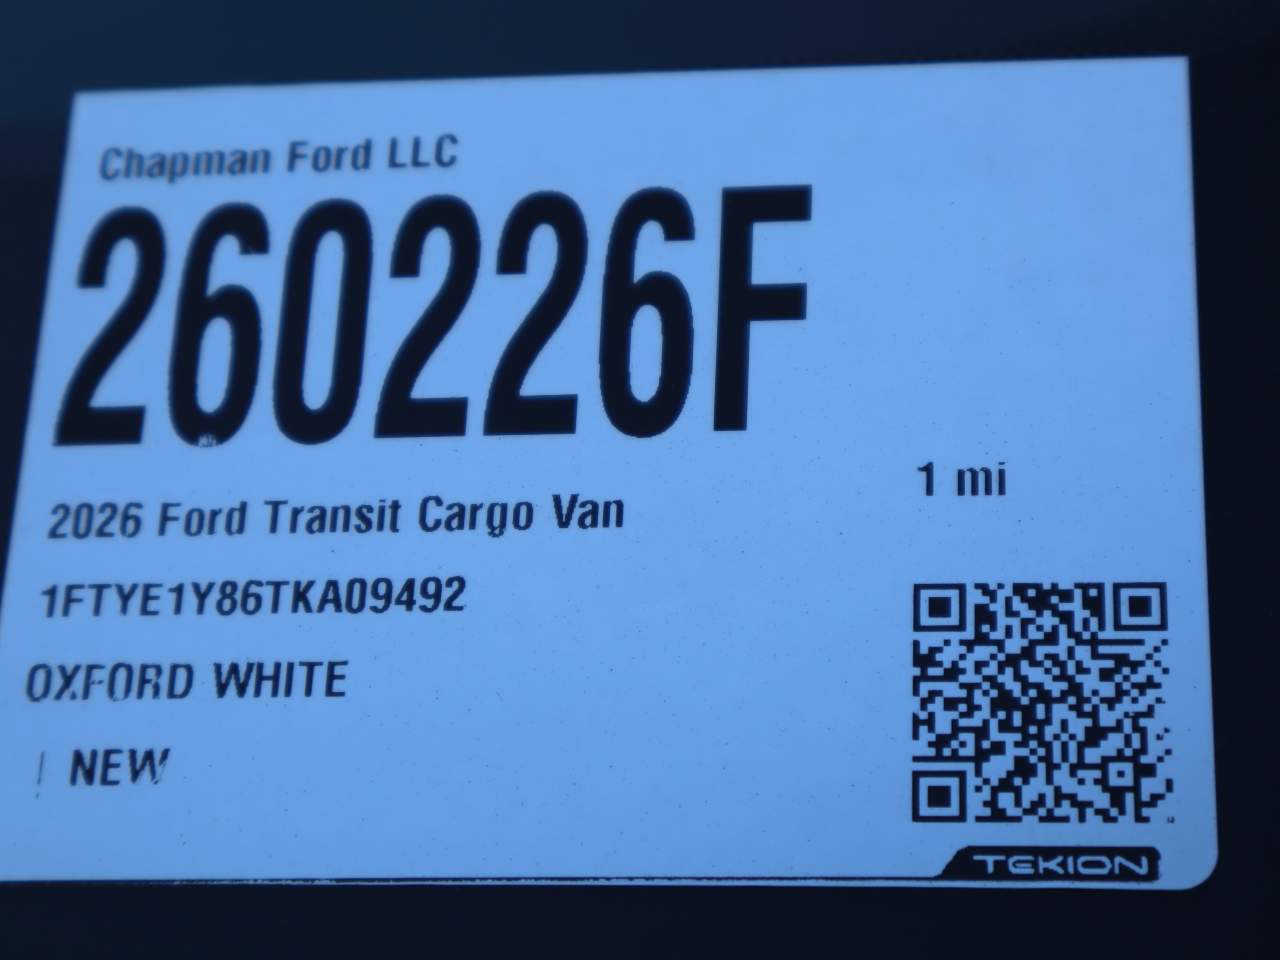 Chapman Ford LLC
260226F
1 mi
2026 Ford Transit Cargo Van
1FTYE1Y86TKA09492
OXFORD WHITE
| NEW
TEKION